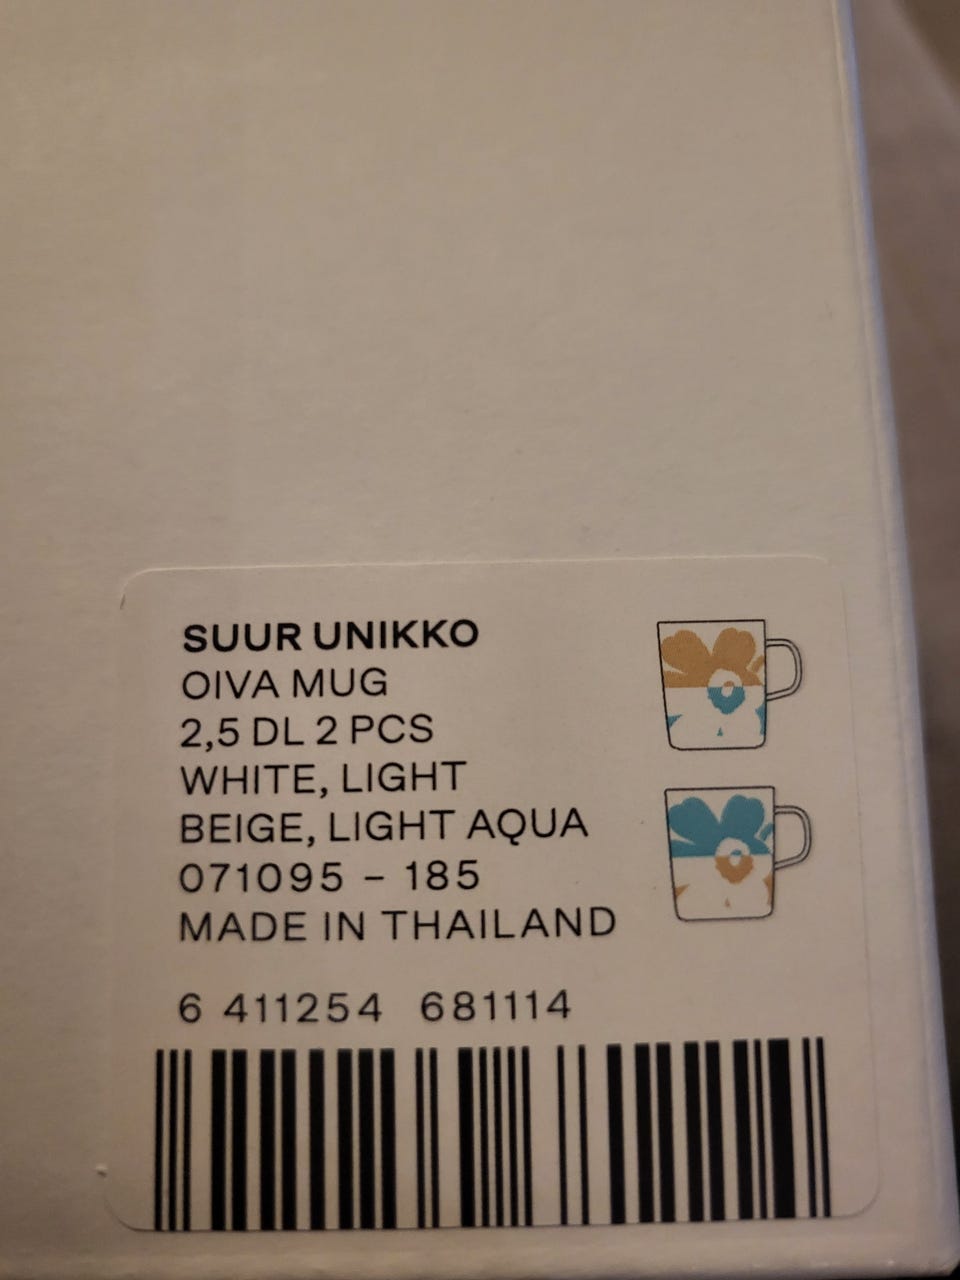 SUUR UNIKKO
OIVA MUG
2,5 DL 2 PCS
WHITE, LIGHT
BEIGE, LIGHT AQUA
071095 – 185
MADE IN THAILAND
6 411254 681114